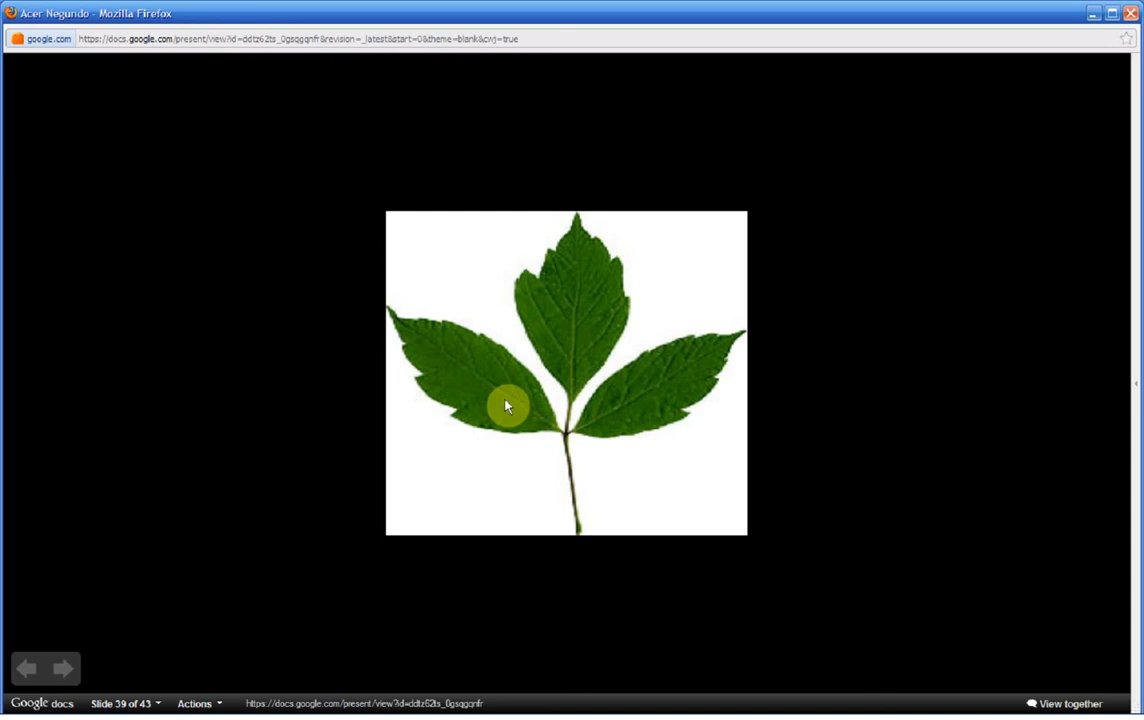 Acer Negundo - Mozilla Firefox
google.com https://docs.google.com/present/view?id=ddtz62ts_0gsqgqnfr&revision=_latest&start=0&theme=blank&cwj=true
Google docs Slide 39 of 43 Actions https://docs.google.com/present/view?id=ddtz62ts_0gsqgqnfr View together